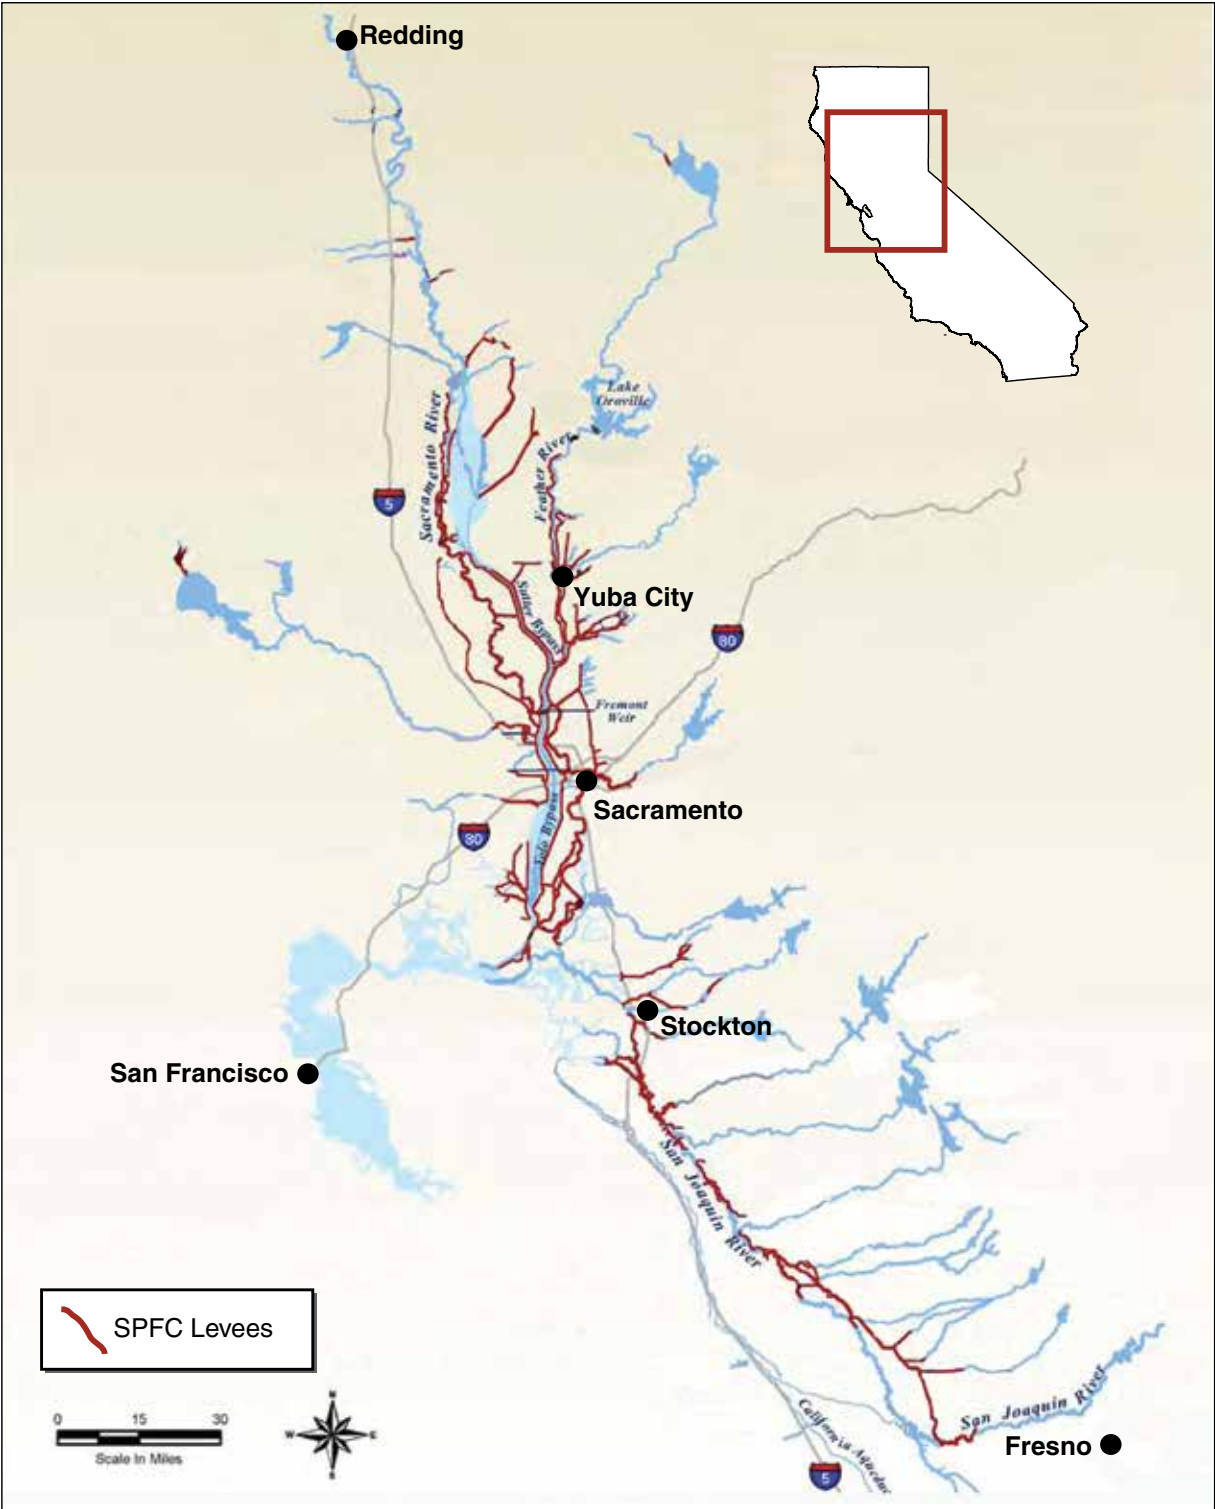 Redding
Lake
Oroville
Sacramento River
Feather River
5
Yuba City
Sutter Bypass
80
Fremont
Weir
Sacramento
80
Yolo Bypass
Stockton
San Francisco
San Joaquin River
SPFC Levees
0 15 30
Scale In Miles
N
W E
S
San Joaquin River
California Aqueduc
Fresno
5